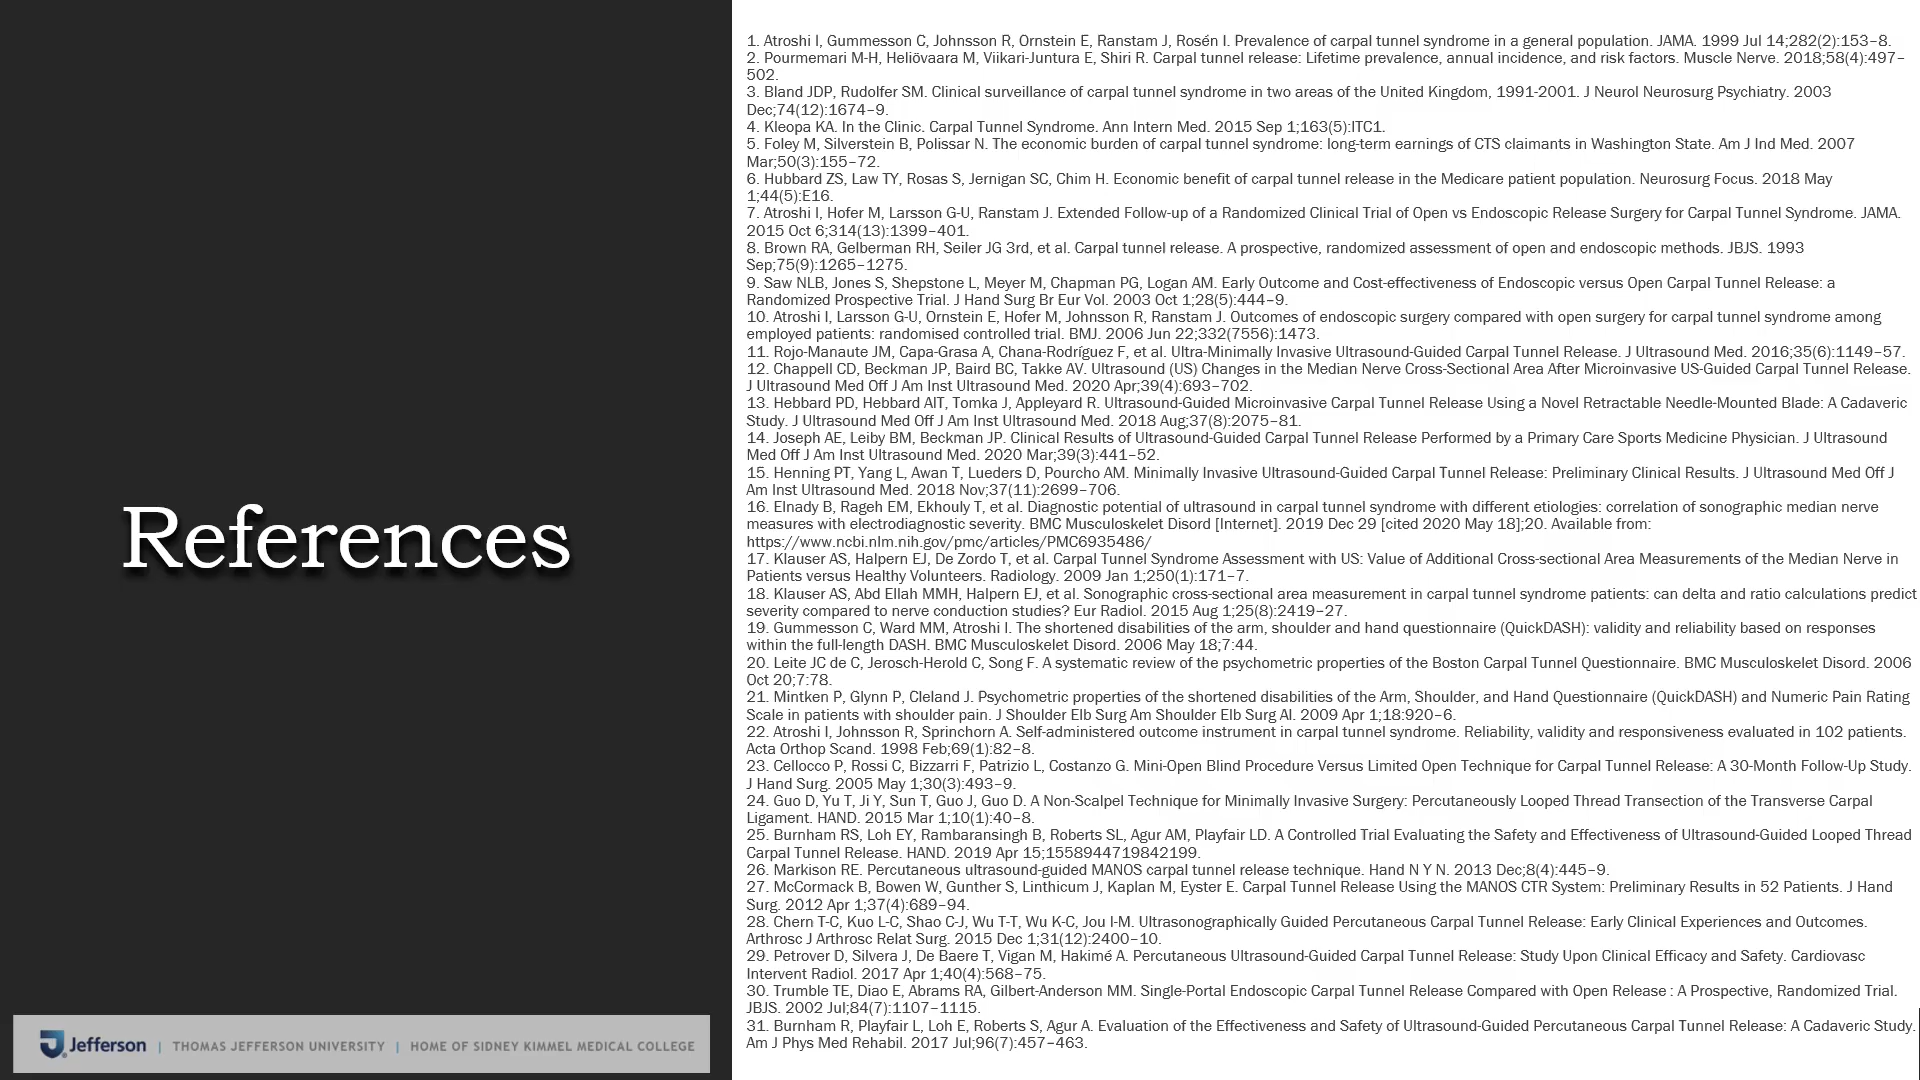 References
Jefferson | THOMAS JEFFERSON UNIVERSITY | HOME OF SIDNEY KIMMEL MEDICAL COLLEGE
1. Atroshi I, Gummesson C, Johnsson R, Ornstein E, Ranstam J, Rosén I. Prevalence of carpal tunnel syndrome in a general population. JAMA. 1999 Jul 14;282(2):153–8.
2. Pourmemari M-H, Heliövaara M, Viikari-Juntura E, Shiri R. Carpal tunnel release: Lifetime prevalence, annual incidence, and risk factors. Muscle Nerve. 2018;58(4):497–
502.
3. Bland JDP, Rudolfer SM. Clinical surveillance of carpal tunnel syndrome in two areas of the United Kingdom, 1991-2001. J Neurol Neurosurg Psychiatry. 2003
Dec;74(12):1674–9.
4. Kleopa KA. In the Clinic. Carpal Tunnel Syndrome. Ann Intern Med. 2015 Sep 1;163(5):ITC1.
5. Foley M, Silverstein B, Polissar N. The economic burden of carpal tunnel syndrome: long-term earnings of CTS claimants in Washington State. Am J Ind Med. 2007
Mar;50(3):155–72.
6. Hubbard ZS, Law TY, Rosas S, Jernigan SC, Chim H. Economic benefit of carpal tunnel release in the Medicare patient population. Neurosurg Focus. 2018 May
1;44(5):E16.
7. Atroshi I, Hofer M, Larsson G-U, Ranstam J. Extended Follow-up of a Randomized Clinical Trial of Open vs Endoscopic Release Surgery for Carpal Tunnel Syndrome. JAMA.
2015 Oct 6;314(13):1399–401.
8. Brown RA, Gelberman RH, Seiler JG 3rd, et al. Carpal tunnel release. A prospective, randomized assessment of open and endoscopic methods. JBJS. 1993
Sep;75(9):1265–1275.
9. Saw NLB, Jones S, Shepstone L, Meyer M, Chapman PG, Logan AM. Early Outcome and Cost-effectiveness of Endoscopic versus Open Carpal Tunnel Release: a
Randomized Prospective Trial. J Hand Surg Br Eur Vol. 2003 Oct 1;28(5):444–9.
10. Atroshi I, Larsson G-U, Ornstein E, Hofer M, Johnsson R, Ranstam J. Outcomes of endoscopic surgery compared with open surgery for carpal tunnel syndrome among
employed patients: randomised controlled trial. BMJ. 2006 Jun 22;332(7556):1473.
11. Rojo-Manaute JM, Capa-Grasa A, Chana-Rodríguez F, et al. Ultra-Minimally Invasive Ultrasound-Guided Carpal Tunnel Release. J Ultrasound Med. 2016;35(6):1149–57.
12. Chappell CD, Beckman JP, Baird BC, Takke AV. Ultrasound (US) Changes in the Median Nerve Cross-Sectional Area After Microinvasive US-Guided Carpal Tunnel Release.
J Ultrasound Med Off J Am Inst Ultrasound Med. 2020 Apr;39(4):693–702.
13. Hebbard PD, Hebbard AIT, Tomka J, Appleyard R. Ultrasound-Guided Microinvasive Carpal Tunnel Release Using a Novel Retractable Needle-Mounted Blade: A Cadaveric
Study. J Ultrasound Med Off J Am Inst Ultrasound Med. 2018 Aug;37(8):2075–81.
14. Joseph AE, Leiby BM, Beckman JP. Clinical Results of Ultrasound-Guided Carpal Tunnel Release Performed by a Primary Care Sports Medicine Physician. J Ultrasound
Med Off J Am Inst Ultrasound Med. 2020 Mar;39(3):441–52.
15. Henning PT, Yang L, Awan T, Lueders D, Pourcho AM. Minimally Invasive Ultrasound-Guided Carpal Tunnel Release: Preliminary Clinical Results. J Ultrasound Med Off J
Am Inst Ultrasound Med. 2018 Nov;37(11):2699–706.
16. Elnady B, Rageh EM, Ekhouly T, et al. Diagnostic potential of ultrasound in carpal tunnel syndrome with different etiologies: correlation of sonographic median nerve
measures with electrodiagnostic severity. BMC Musculoskelet Disord [Internet]. 2019 Dec 29 [cited 2020 May 18];20. Available from:
https://www.ncbi.nlm.nih.gov/pmc/articles/PMC6935486/
17. Klauser AS, Halpern EJ, De Zordo T, et al. Carpal Tunnel Syndrome Assessment with US: Value of Additional Cross-sectional Area Measurements of the Median Nerve in
Patients versus Healthy Volunteers. Radiology. 2009 Jan 1;250(1):171–7.
18. Klauser AS, Abd Ellah MMH, Halpern EJ, et al. Sonographic cross-sectional area measurement in carpal tunnel syndrome patients: can delta and ratio calculations predict
severity compared to nerve conduction studies? Eur Radiol. 2015 Aug 1;25(8):2419–27.
19. Gummesson C, Ward MM, Atroshi I. The shortened disabilities of the arm, shoulder and hand questionnaire (QuickDASH): validity and reliability based on responses
within the full-length DASH. BMC Musculoskelet Disord. 2006 May 18;7:44.
20. Leite JC de C, Jerosch-Herold C, Song F. A systematic review of the psychometric properties of the Boston Carpal Tunnel Questionnaire. BMC Musculoskelet Disord. 2006
Oct 20;7:78.
21. Mintken P, Glynn P, Cleland J. Psychometric properties of the shortened disabilities of the Arm, Shoulder, and Hand Questionnaire (QuickDASH) and Numeric Pain Rating
Scale in patients with shoulder pain. J Shoulder Elb Surg Am Shoulder Elb Surg Al. 2009 Apr 1;18:920–6.
22. Atroshi I, Johnsson R, Sprinchorn A. Self-administered outcome instrument in carpal tunnel syndrome. Reliability, validity and responsiveness evaluated in 102 patients.
Acta Orthop Scand. 1998 Feb;69(1):82–8.
23. Cellocco P, Rossi C, Bizzarri F, Patrizio L, Costanzo G. Mini-Open Blind Procedure Versus Limited Open Technique for Carpal Tunnel Release: A 30-Month Follow-Up Study.
J Hand Surg. 2005 May 1;30(3):493–9.
24. Guo D, Yu T, Ji Y, Sun T, Guo J, Guo D. A Non-Scalpel Technique for Minimally Invasive Surgery: Percutaneously Looped Thread Transection of the Transverse Carpal
Ligament. HAND. 2015 Mar 1;10(1):40–8.
25. Burnham RS, Loh EY, Rambaransingh B, Roberts SL, Agur AM, Playfair LD. A Controlled Trial Evaluating the Safety and Effectiveness of Ultrasound-Guided Looped Thread
Carpal Tunnel Release. HAND. 2019 Apr 15;1558944719842199.
26. Markison RE. Percutaneous ultrasound-guided MANOS carpal tunnel release technique. Hand N Y N. 2013 Dec;8(4):445–9.
27. McCormack B, Bowen W, Gunther S, Linthicum J, Kaplan M, Eyster E. Carpal Tunnel Release Using the MANOS CTR System: Preliminary Results in 52 Patients. J Hand
Surg. 2012 Apr 1;37(4):689–94.
28. Chern T-C, Kuo L-C, Shao C-J, Wu T-T, Wu K-C, Jou I-M. Ultrasonographically Guided Percutaneous Carpal Tunnel Release: Early Clinical Experiences and Outcomes.
Arthrosc J Arthrosc Relat Surg. 2015 Dec 1;31(12):2400–10.
29. Petrover D, Silvera J, De Baere T, Vigan M, Hakimé A. Percutaneous Ultrasound-Guided Carpal Tunnel Release: Study Upon Clinical Efficacy and Safety. Cardiovasc
Intervent Radiol. 2017 Apr 1;40(4):568–75.
30. Trumble TE, Diao E, Abrams RA, Gilbert-Anderson MM. Single-Portal Endoscopic Carpal Tunnel Release Compared with Open Release : A Prospective, Randomized Trial.
JBJS. 2002 Jul;84(7):1107–1115.
31. Burnham R, Playfair L, Loh E, Roberts S, Agur A. Evaluation of the Effectiveness and Safety of Ultrasound-Guided Percutaneous Carpal Tunnel Release: A Cadaveric Study.
Am J Phys Med Rehabil. 2017 Jul;96(7):457–463.